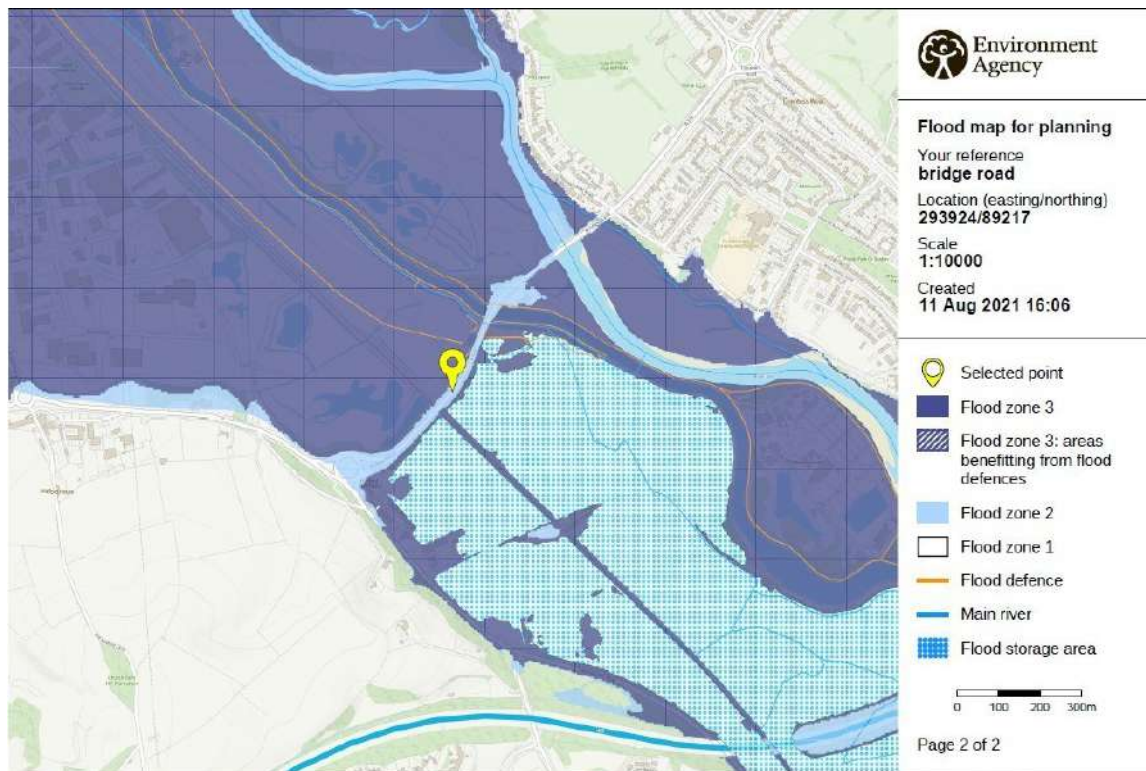 Environment
Agency
Flood map for planning
Your reference
bridge road
Location (easting/northing)
293924/89217
Scale
1:10000
Created
11 Aug 2021 16:06
Selected point
Flood zone 3
Flood zone 3: areas
benefitting from flood
defences
Flood zone 2
Flood zone 1
Flood defence
Main river
Flood storage area
0 100 200 300m
Page 2 of 2